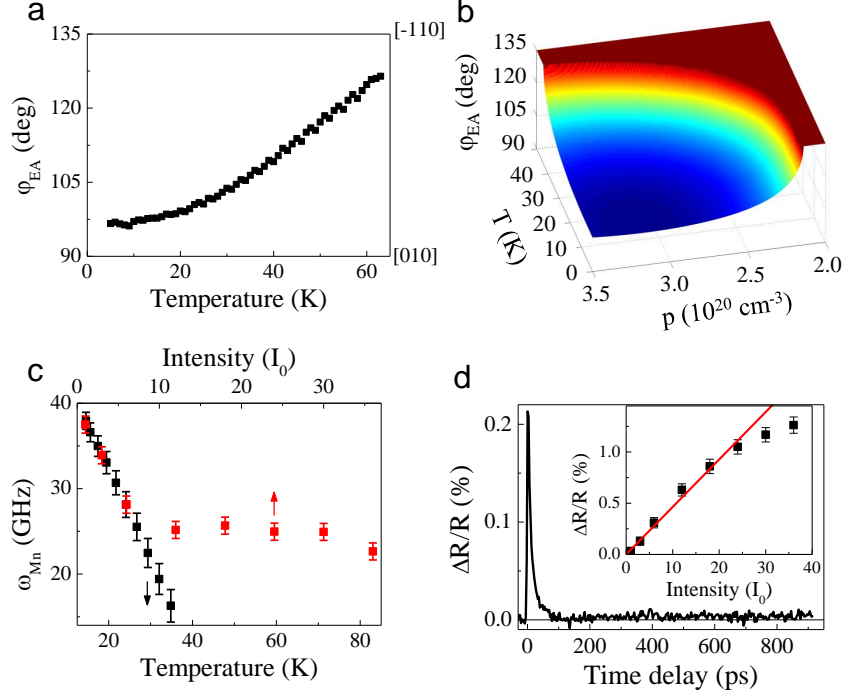 a
[-110]
135
120
105
90
φEA (deg)
0 20 40 60
[010]
Temperature (K)
b
135
120
105
90
φEA (deg)
40
30
20
10
0
T (K)
3.5 3.0 2.5 2.0
p (10^20 cm^-3)
c
Intensity (I0)
0 10 20 30
40
35
30
25
20
ωMn (GHz)
20 40 60 80
Temperature (K)
d
0.2
0.1
0.0
ΔR/R (%)
0 200 400 600 800
Time delay (ps)
1.0
0.5
0.0
ΔR/R (%)
0 10 20 30 40
Intensity (I0)